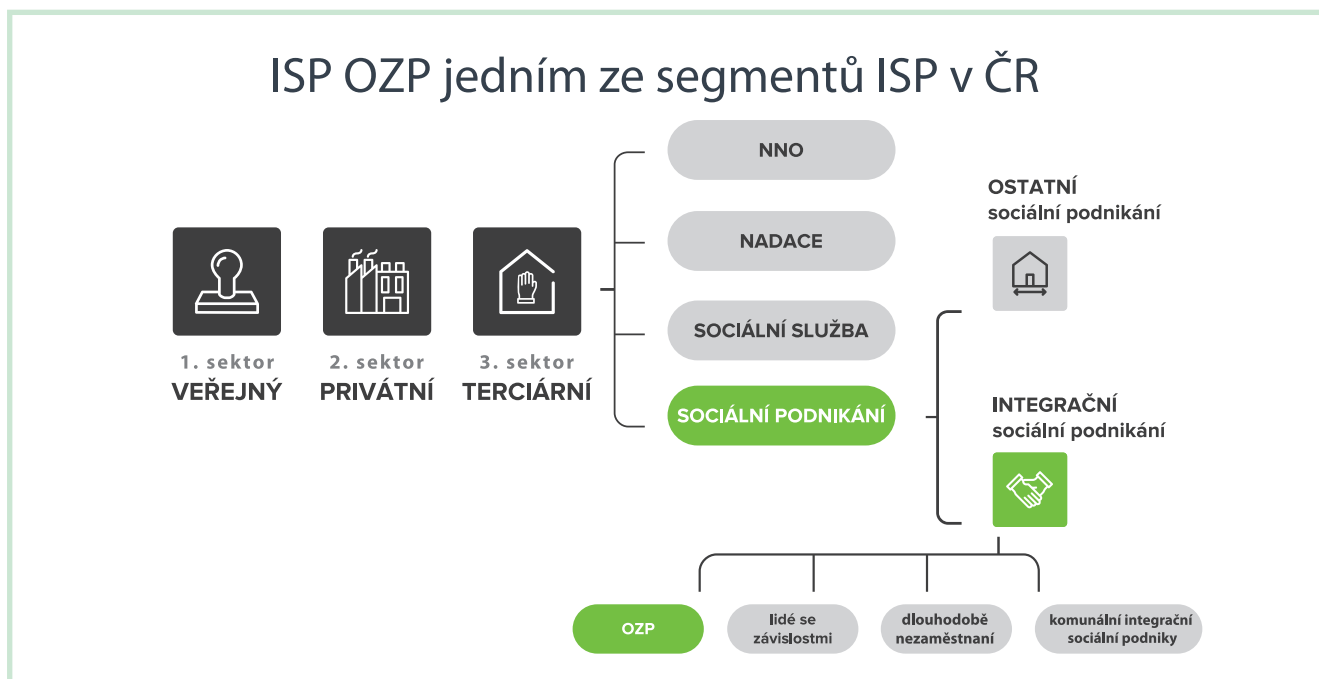 ISP OZP jedním ze segmentů ISP v ČR
1. sektor
VEŘEJNÝ
2. sektor
PRIVÁTNÍ
3. sektor
TERCIÁRNÍ
NNO
NADACE
SOCIÁLNÍ SLUŽBA
SOCIÁLNÍ PODNIKÁNÍ
OSTATNÍ
sociální podnikání
INTEGRAČNÍ
sociální podnikání
OZP
lidé se
závislostmi
dlouhodobě
nezaměstnaní
komunální integrační
sociální podniky